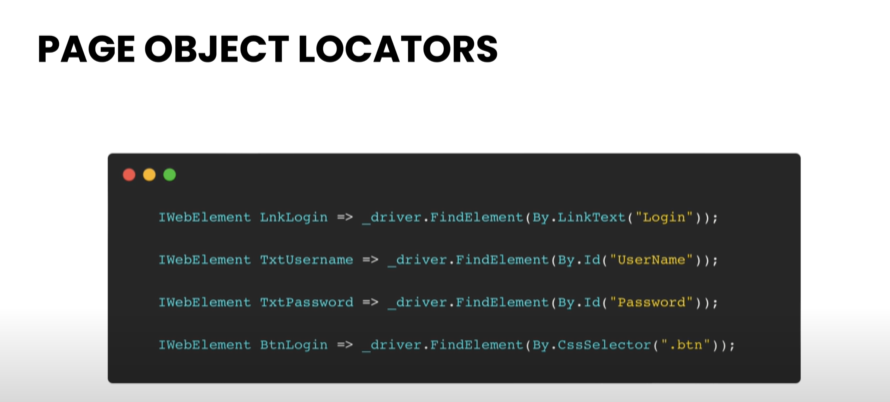 PAGE OBJECT LOCATORS
IWebElement LnkLogin => _driver.FindElement(By.LinkText("Login"));
IWebElement TxtUsername => _driver.FindElement(By.Id("UserName"));
IWebElement TxtPassword => _driver.FindElement(By.Id("Password"));
IWebElement BtnLogin => _driver.FindElement(By.CssSelector(".btn"));